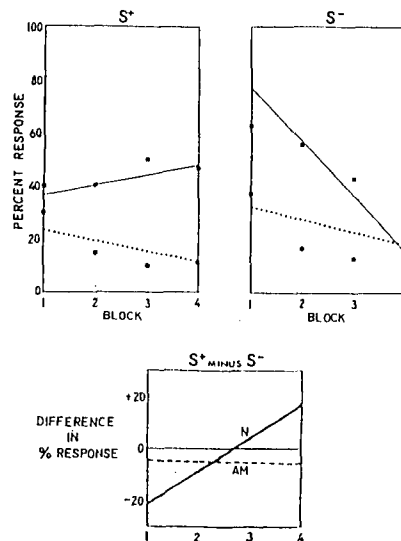 S+
S-
100
80
60
40
20
0
PERCENT RESPONSE
1 2 3 4
BLOCK
1 2 3
BLOCK
S+ MINUS S-
+20
0
-20
DIFFERENCE
IN
% RESPONSE
N
AM
1 2 3 4